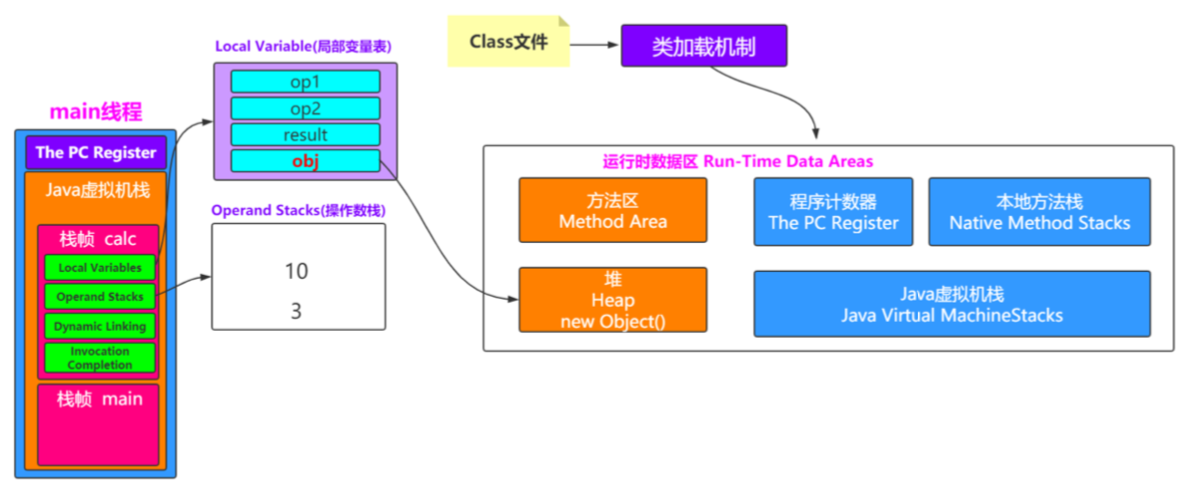 main线程
The PC Register
Java虚拟机栈
栈帧 calc
Local Variables
Operand Stacks
Dynamic Linking
Invocation
Completion
栈帧 main
Local Variable(局部变量表)
op1
op2
result
obj
Operand Stacks(操作数栈)
10
3
Class文件
类加载机制
运行时数据区 Run-Time Data Areas
方法区
Method Area
程序计数器
The PC Register
本地方法栈
Native Method Stacks
堆
Heap
new Object()
Java虚拟机栈
Java Virtual MachineStacks